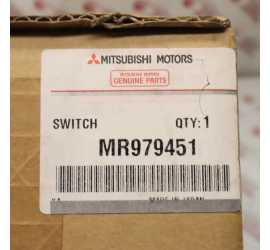 MITSUBISHI MOTORS
MITSUBISHI MOTORS
GENUINE PARTS
SWITCH QTY: 1
MR979451
MADE IN JAPAN